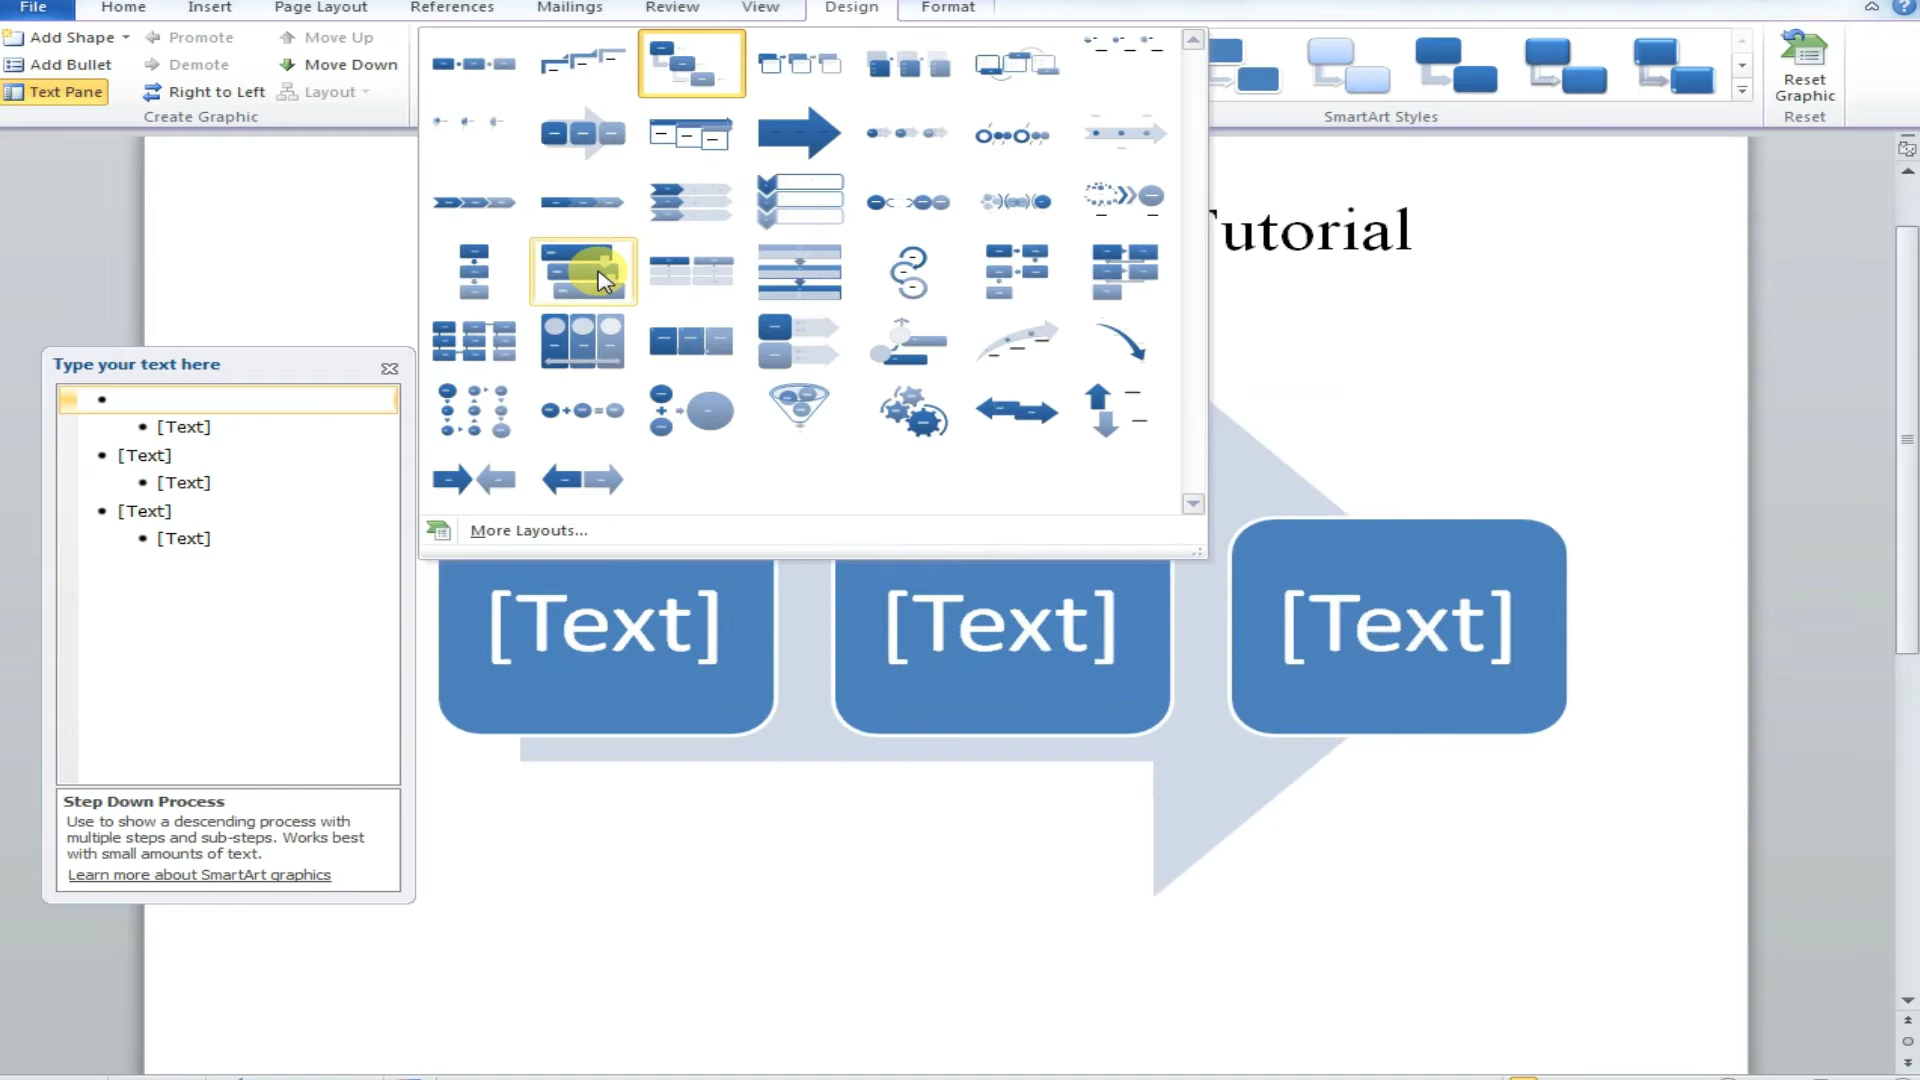 File Home Insert Page Layout References Mailings Review View Design Format
Add Shape Promote Move Up
Add Bullet Demote Move Down
Text Pane Right to Left Layout
Create Graphic
SmartArt Styles
Reset
Graphic
Reset
Tutorial
Type your text here
[Text]
[Text]
[Text]
[Text]
[Text]
More Layouts...
[Text] [Text] [Text]
Step Down Process
Use to show a descending process with
multiple steps and sub-steps. Works best
with small amounts of text.
Learn more about SmartArt graphics